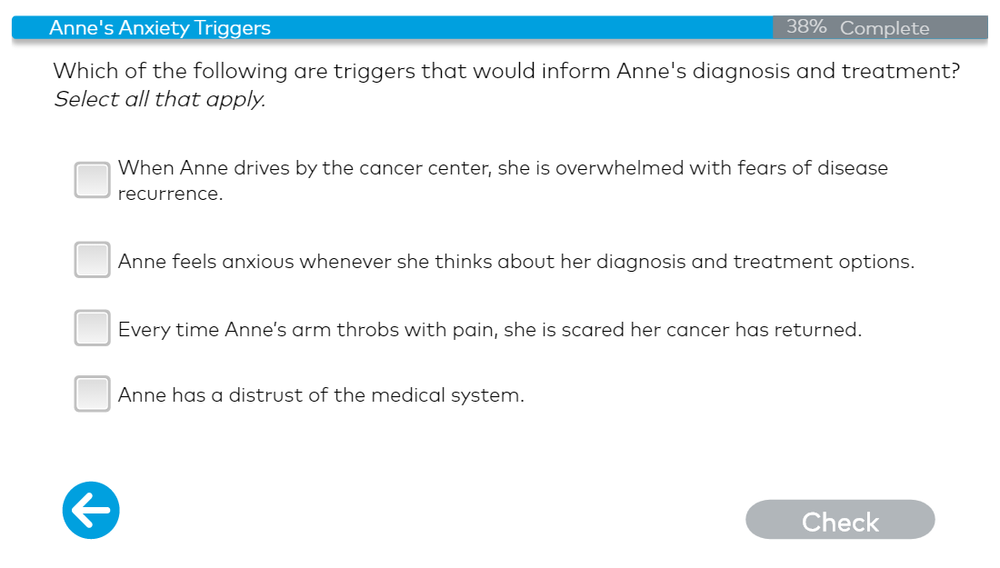 Anne's Anxiety Triggers
38% Complete
Which of the following are triggers that would inform Anne's diagnosis and treatment?
Select all that apply.
When Anne drives by the cancer center, she is overwhelmed with fears of disease
recurrence.
Anne feels anxious whenever she thinks about her diagnosis and treatment options.
Every time Anne’s arm throbs with pain, she is scared her cancer has returned.
Anne has a distrust of the medical system.
Check